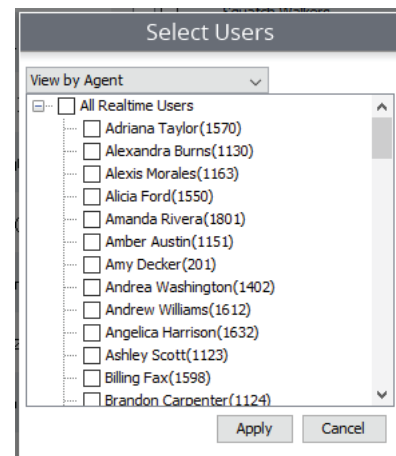 Select Users
View by Agent
All Realtime Users
Adriana Taylor(1570)
Alexandra Burns(1130)
Alexis Morales(1163)
Alicia Ford(1550)
Amanda Rivera(1801)
Amber Austin(1151)
Amy Decker(201)
Andrea Washington(1402)
Andrew Williams(1612)
Angelica Harrison(1632)
Ashley Scott(1123)
Billing Fax(1598)
Brandon Carpenter(1124)
Apply Cancel